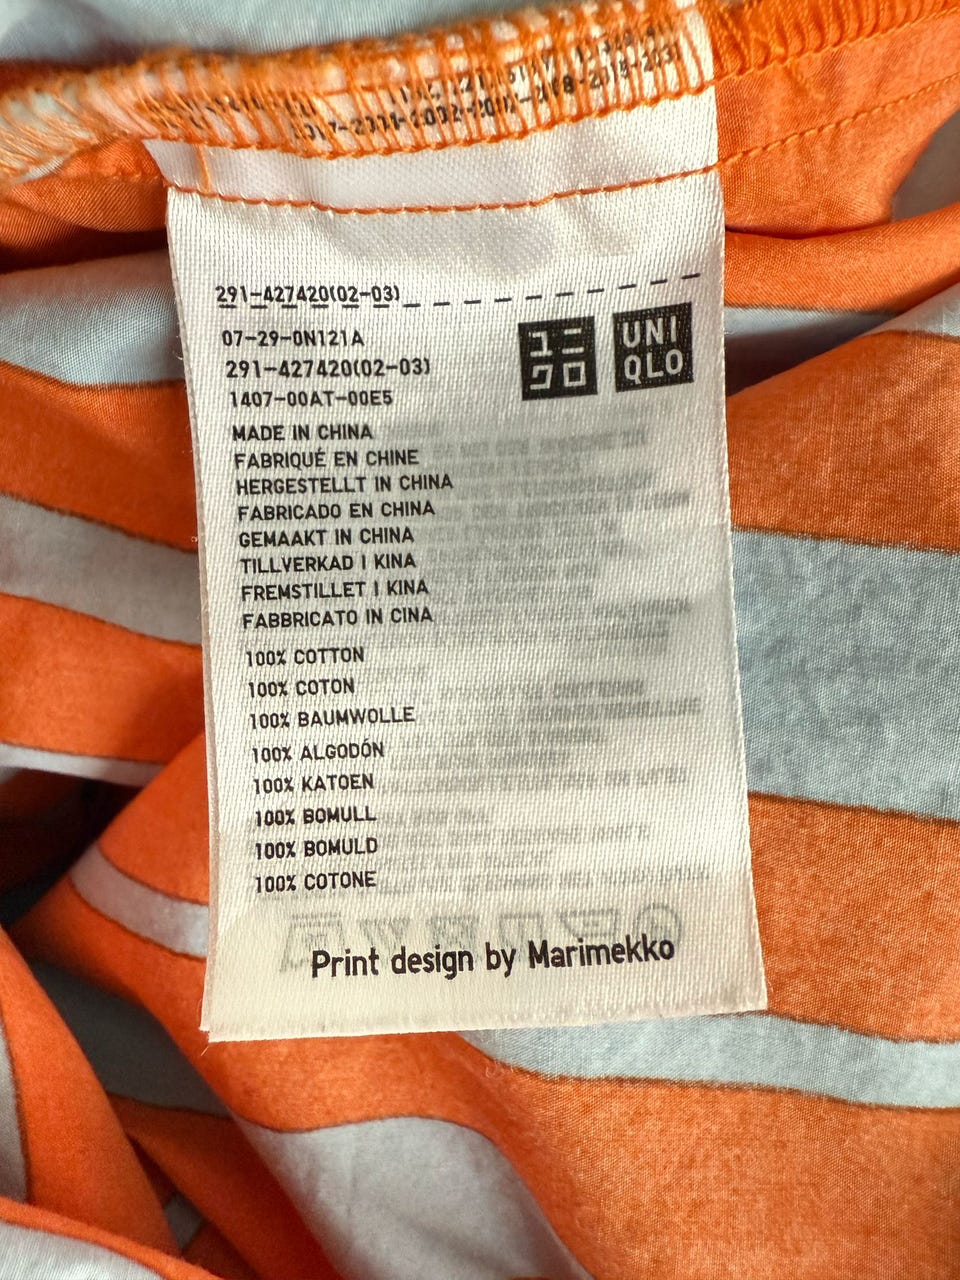 291-427420(02-03)
07-29-0N121A
291-427420(02-03)
1407-00AT-00E5
ユニ
クロ
UNI
QLO
MADE IN CHINA
FABRIQUÉ EN CHINE
HERGESTELLT IN CHINA
FABRICADO EN CHINA
GEMAAKT IN CHINA
TILLVERKAD I KINA
FREMSTILLET I KINA
FABBRICATO IN CINA
100% COTTON
100% COTON
100% BAUMWOLLE
100% ALGODÓN
100% KATOEN
100% BOMULL
100% BOMULD
100% COTONE
Print design by Marimekko